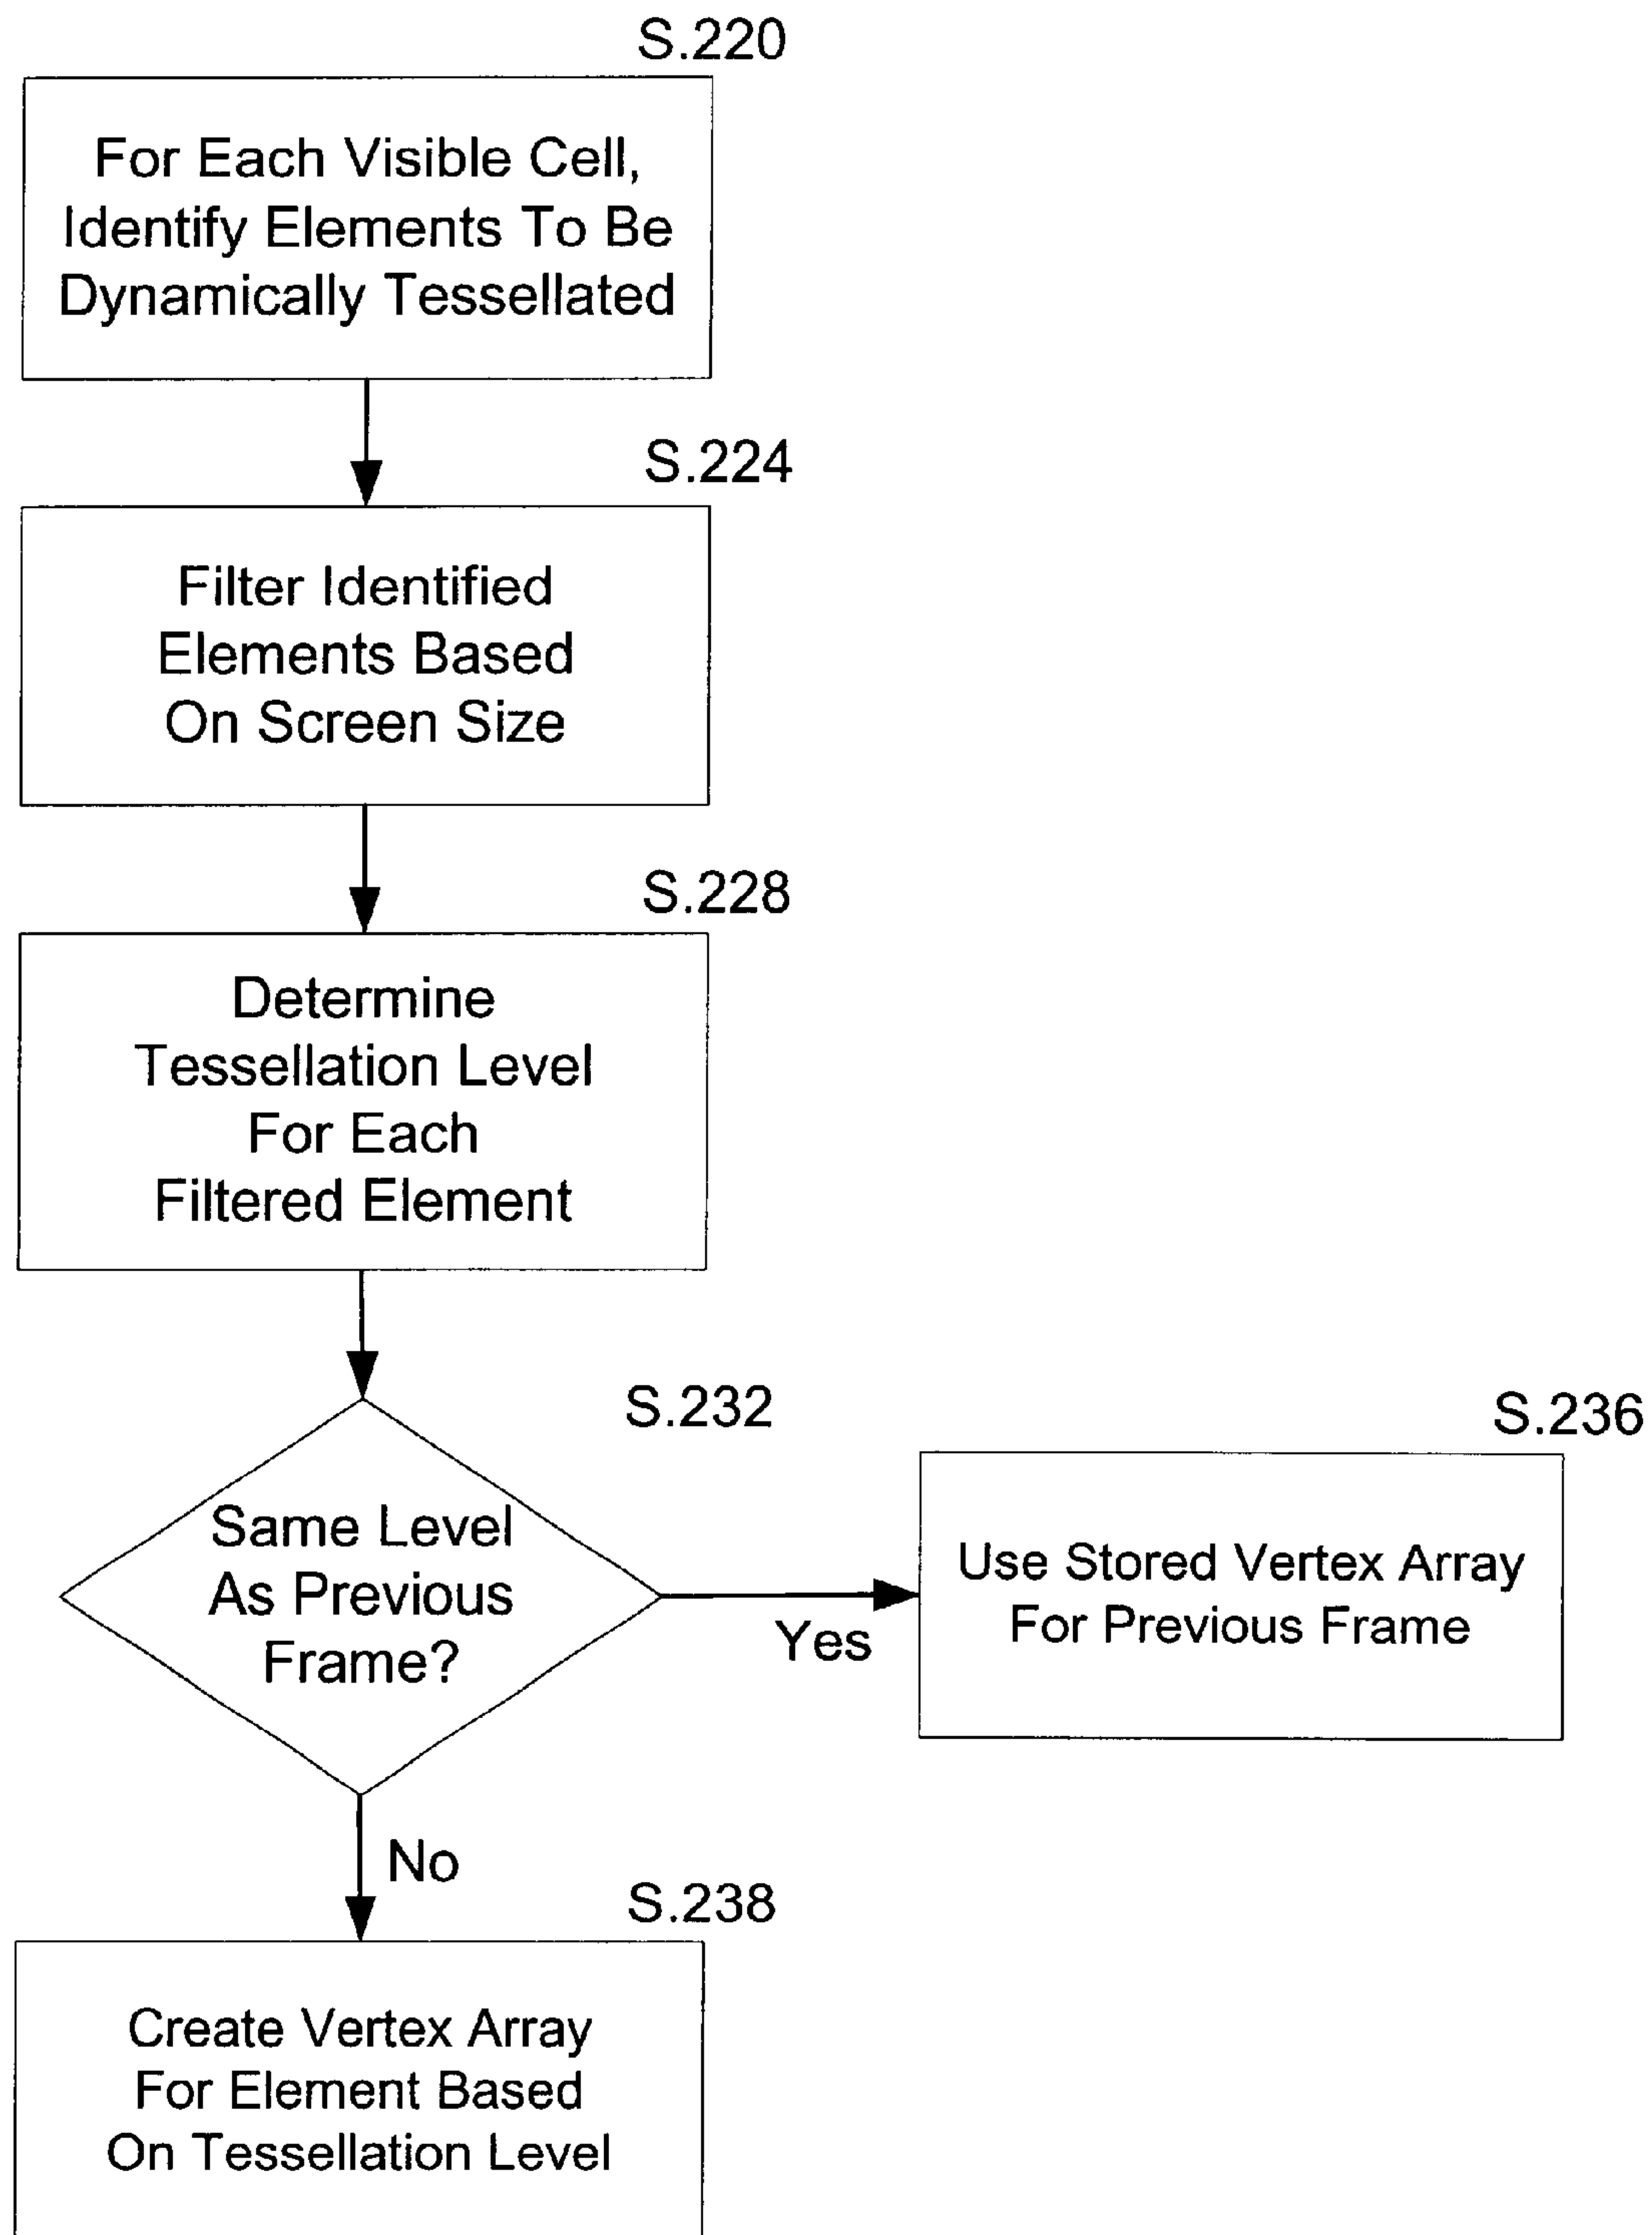 S.220
For Each Visible Cell,
Identify Elements To Be
Dynamically Tessellated
S.224
Filter Identified
Elements Based
On Screen Size
S.228
Determine
Tessellation Level
For Each
Filtered Element
S.232
Same Level
As Previous
Frame?
Yes
S.236
Use Stored Vertex Array
For Previous Frame
No
S.238
Create Vertex Array
For Element Based
On Tessellation Level